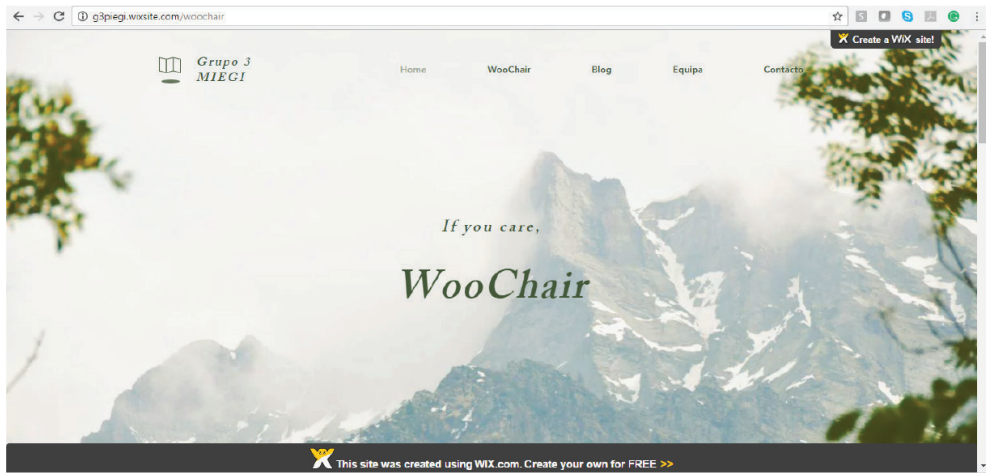 g3piegi.wixsite.com/woochair
Create a WiX site!
Grupo 3
MIEGI
Home WooChair Blog Equipa Contacto
If you care,
WooChair
This site was created using WIX.com. Create your own for FREE >>